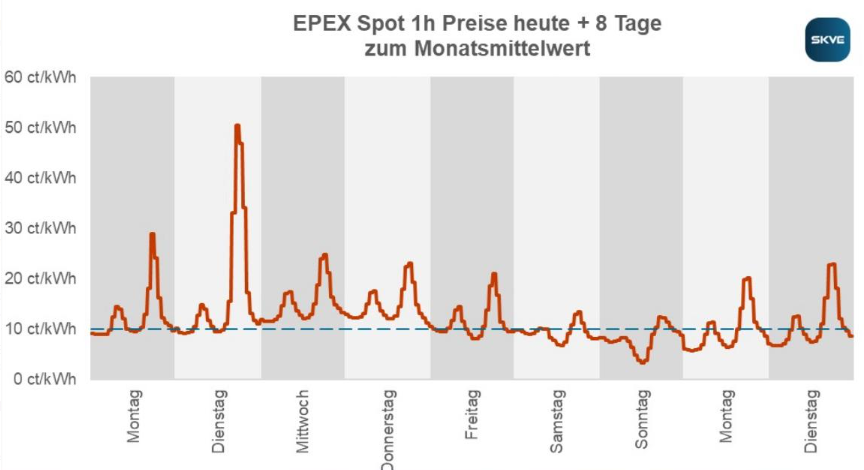 EPEX Spot 1h Preise heute + 8 Tage
zum Monatsmittelwert
SKVE
60 ct/kWh
50 ct/kWh
40 ct/kWh
30 ct/kWh
20 ct/kWh
10 ct/kWh
0 ct/kWh
Montag
Dienstag
Mittwoch
Donnerstag
Freitag
Samstag
Sonntag
Montag
Dienstag